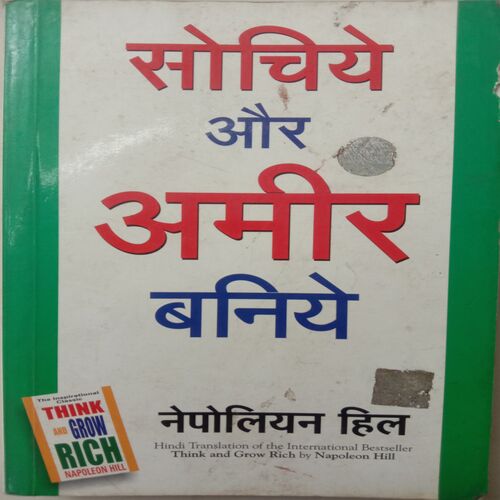 सोचिये
और
अमीर
बनिये
नेपोलियन हिल
Hindi Translation of the International Bestseller
Think and Grow Rich by Napoleon Hill
The Inspirational
Classic
THINK
AND GROW
RICH
NAPOLEON HILL